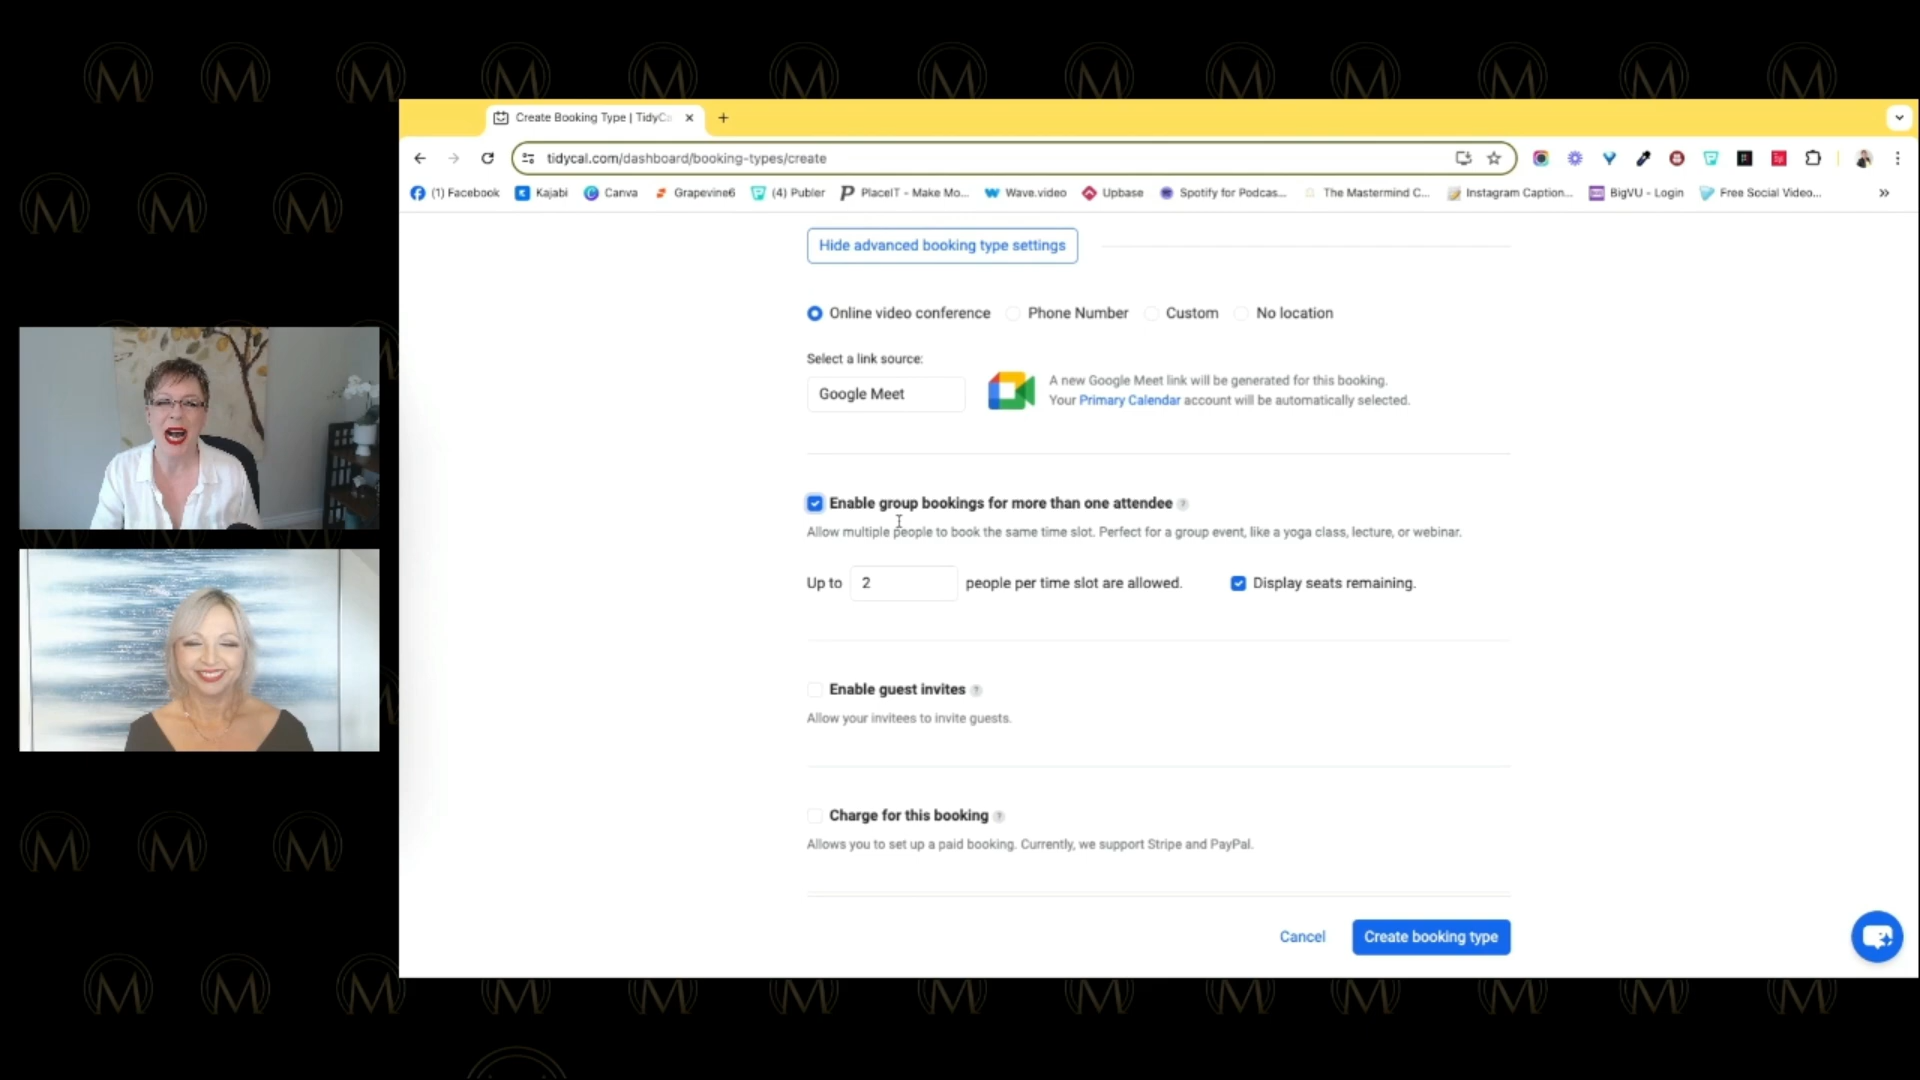 Create Booking Type | TidyCa
tidycal.com/dashboard/booking-types/create
(1) Facebook
Kajabi
Canva
Grapevine6
(4) Publer
PlaceIT - Make Mo...
Wave.video
Upbase
Spotify for Podcas...
The Mastermind C...
Instagram Caption...
BigVU - Login
Free Social Video...
Hide advanced booking type settings
Online video conference
Phone Number
Custom
No location
Select a link source:
Google Meet
A new Google Meet link will be generated for this booking.
Your Primary Calendar account will be automatically selected.
Enable group bookings for more than one attendee ?
Allow multiple people to book the same time slot. Perfect for a group event, like a yoga class, lecture, or webinar.
Up to 2 people per time slot are allowed.
Display seats remaining.
Enable guest invites ?
Allow your invitees to invite guests.
Charge for this booking ?
Allows you to set up a paid booking. Currently, we support Stripe and PayPal.
Cancel
Create booking type